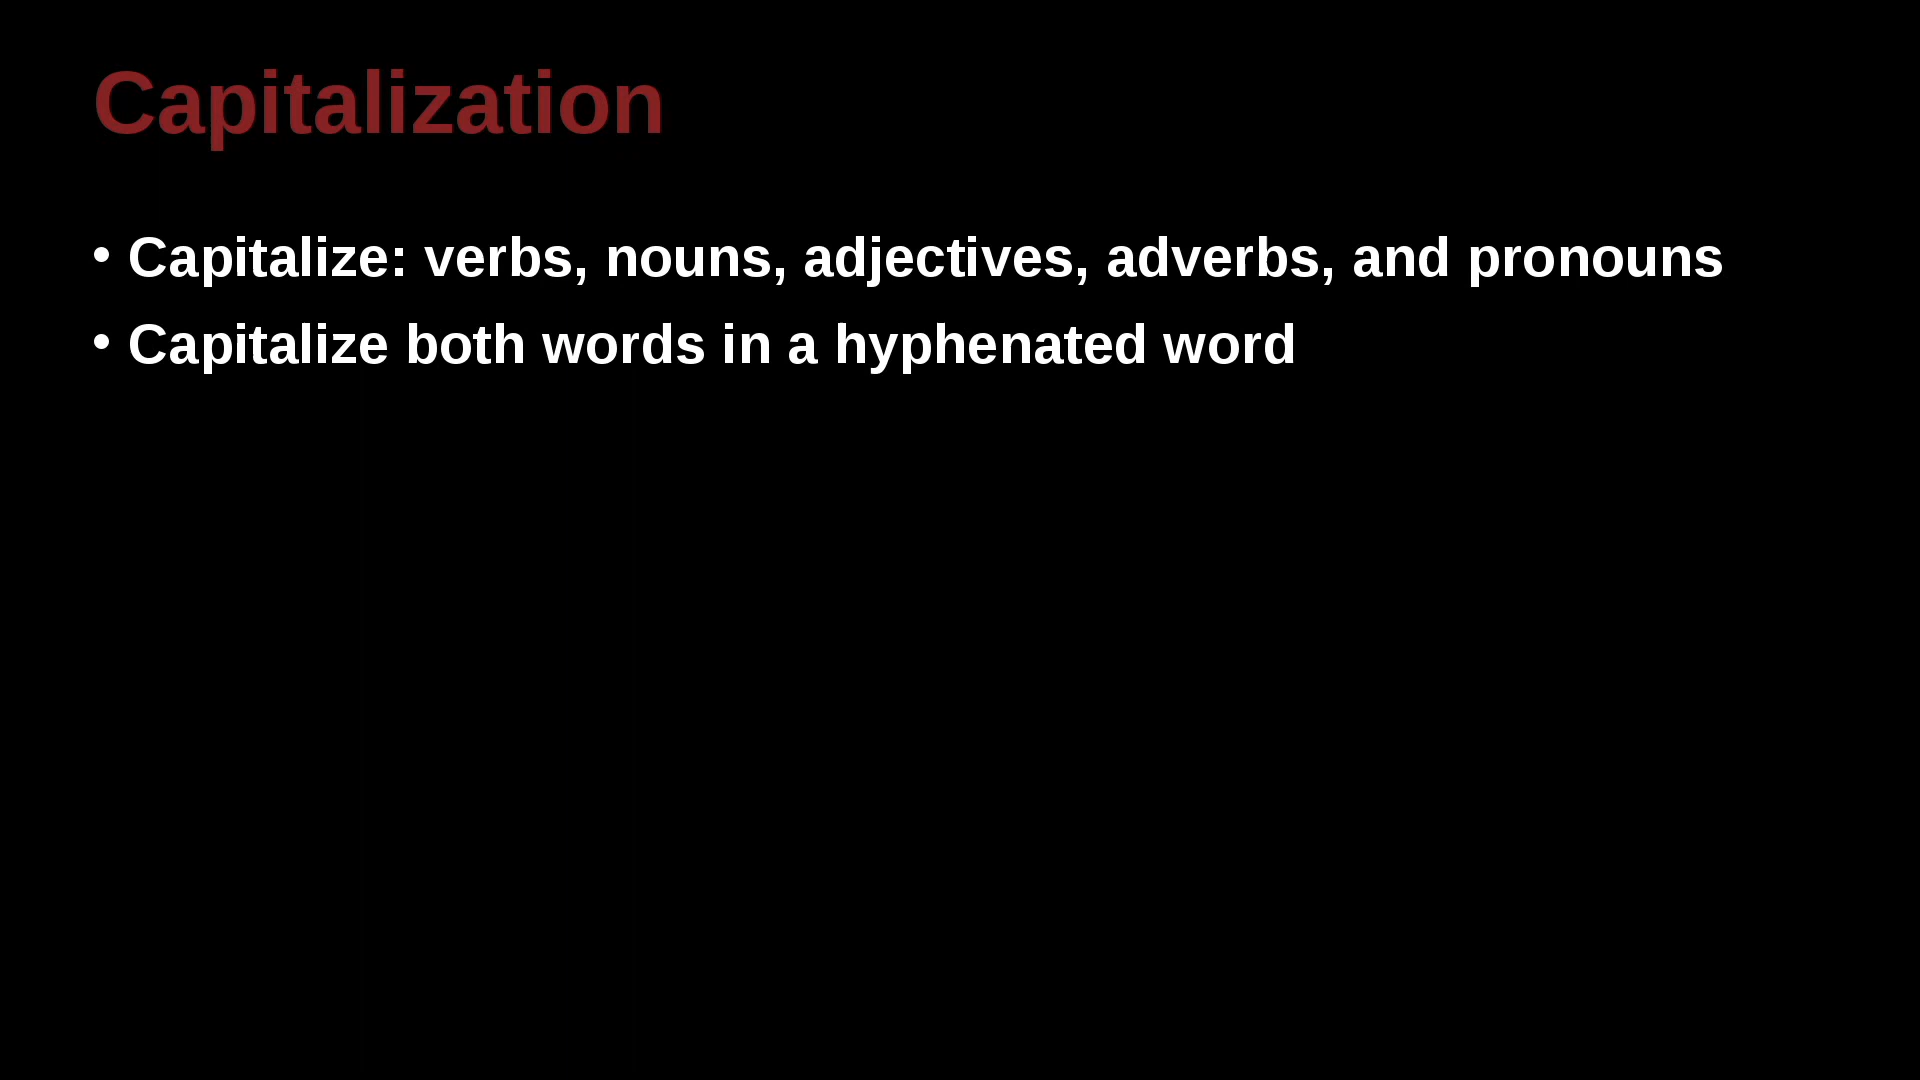 Capitalization
• Capitalize: verbs, nouns, adjectives, adverbs, and pronouns
• Capitalize both words in a hyphenated word